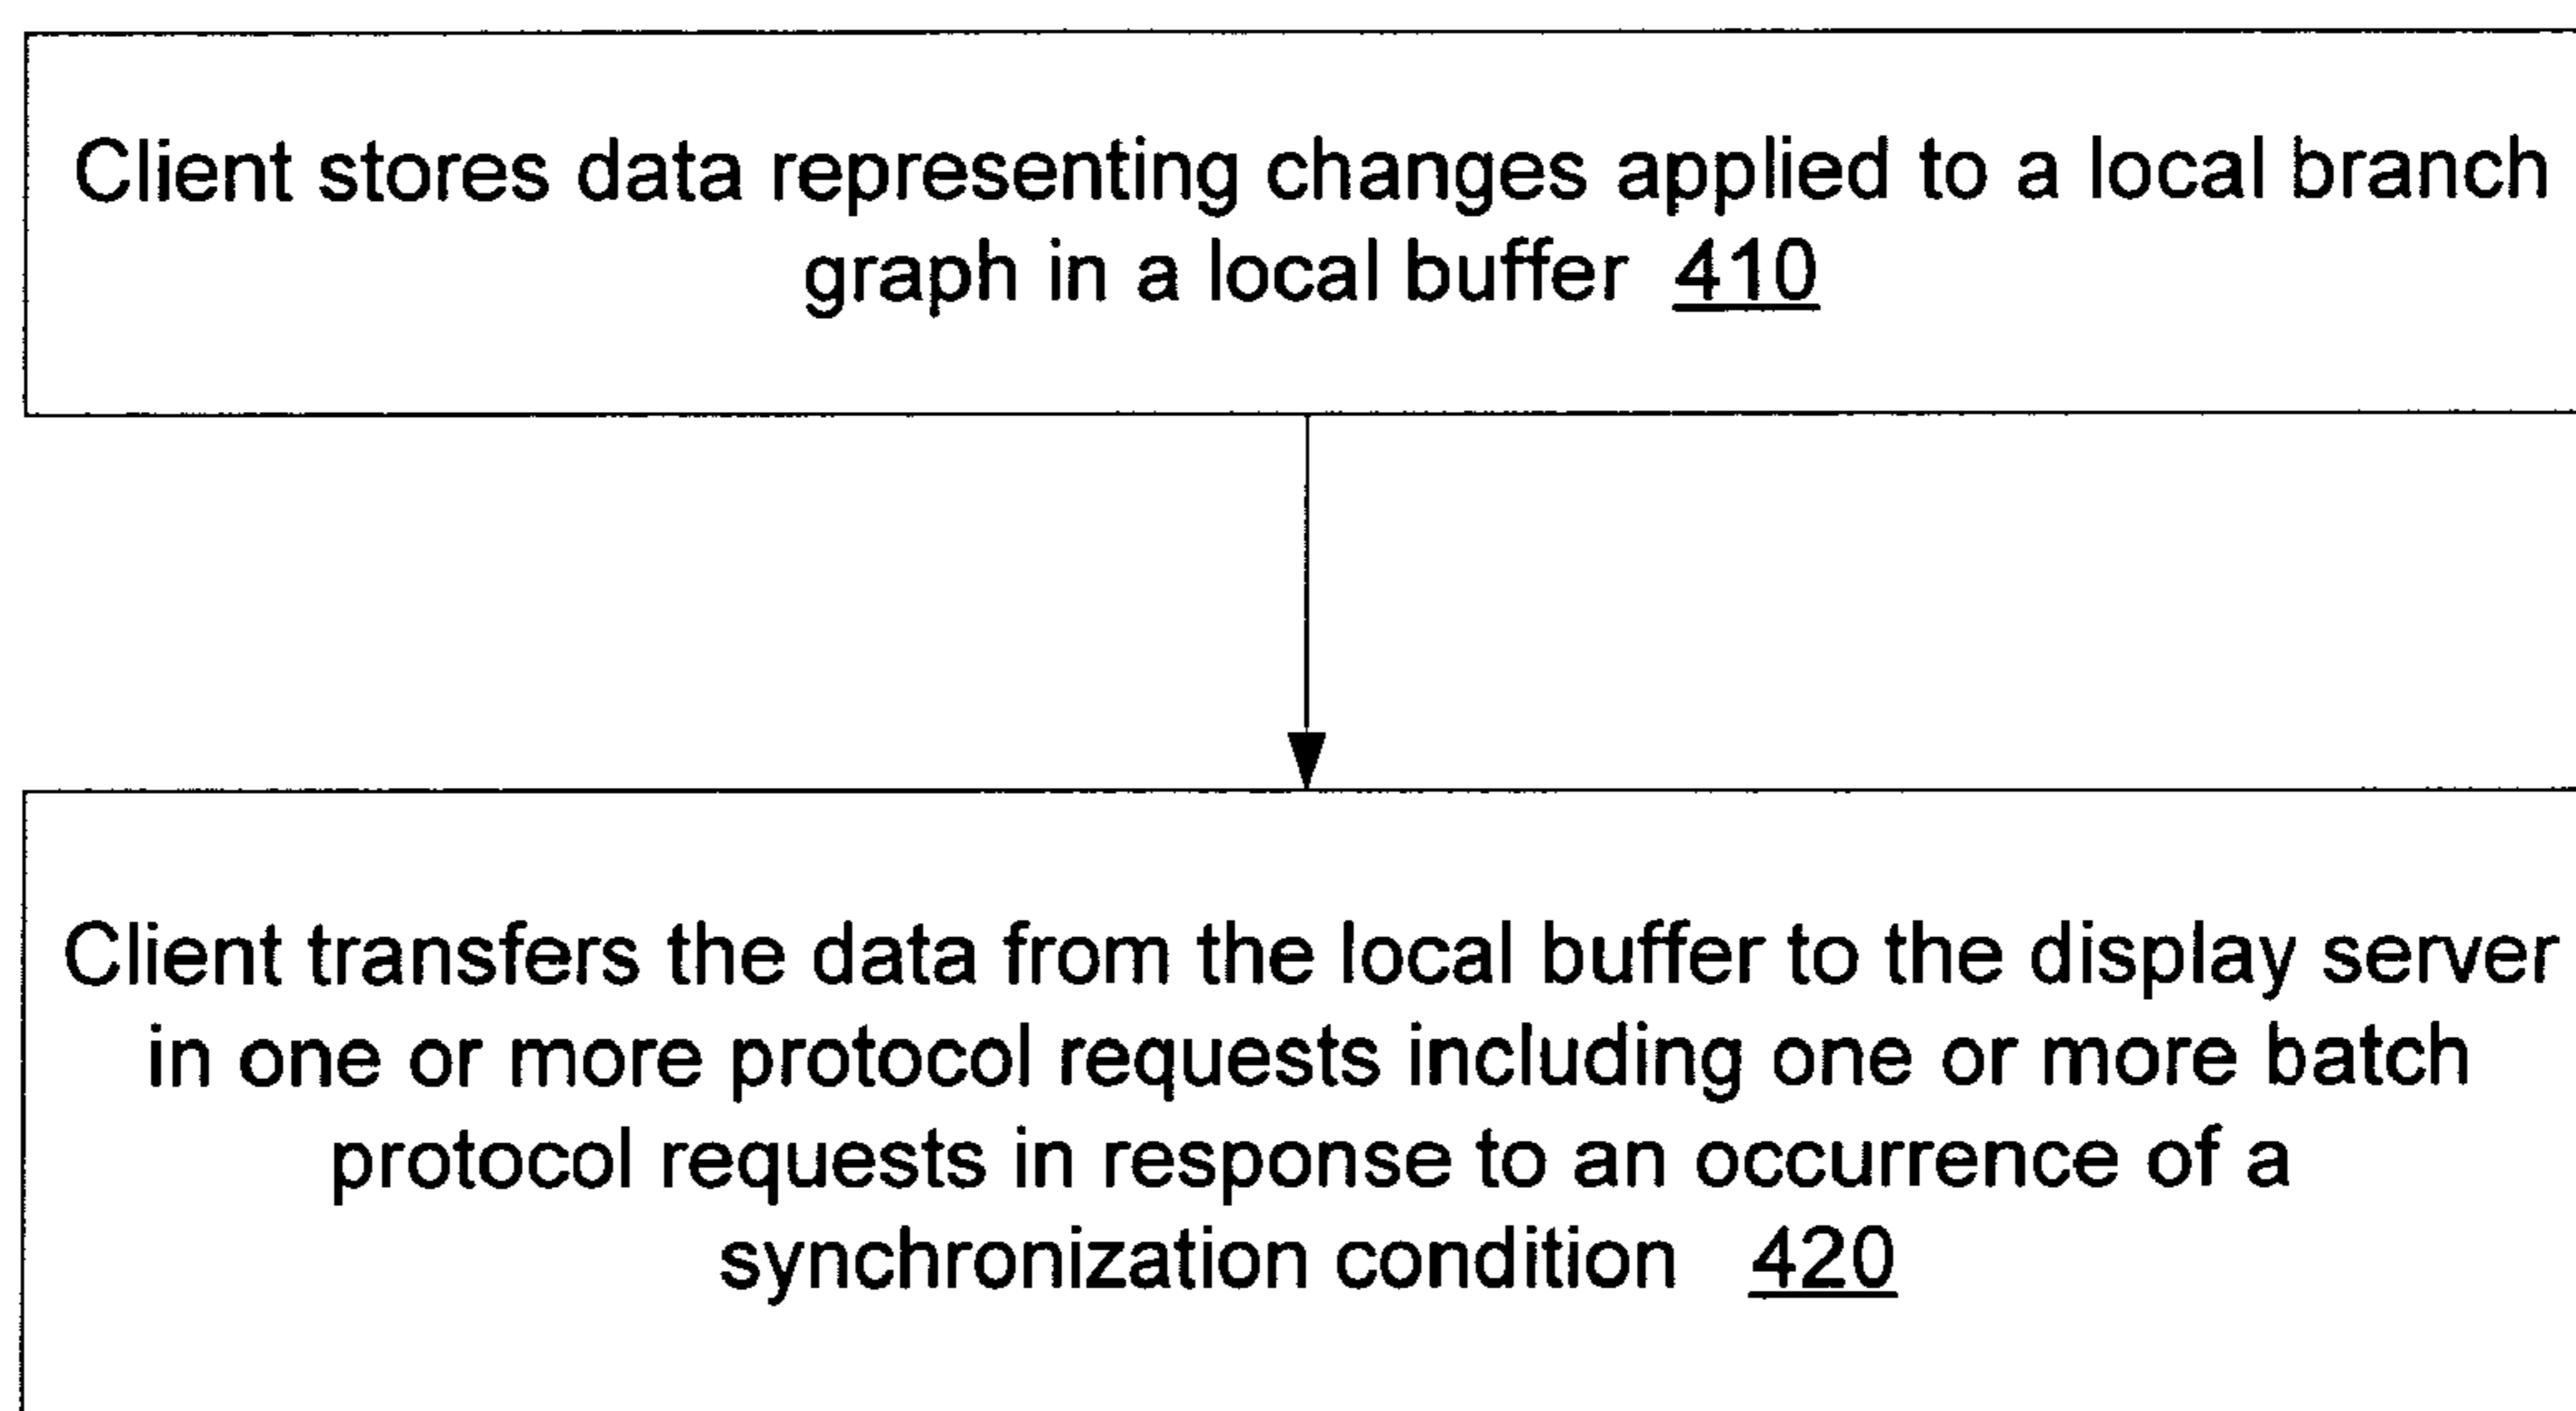 Client stores data representing changes applied to a local branch
graph in a local buffer 410
Client transfers the data from the local buffer to the display server
in one or more protocol requests including one or more batch
protocol requests in response to an occurrence of a
synchronization condition 420